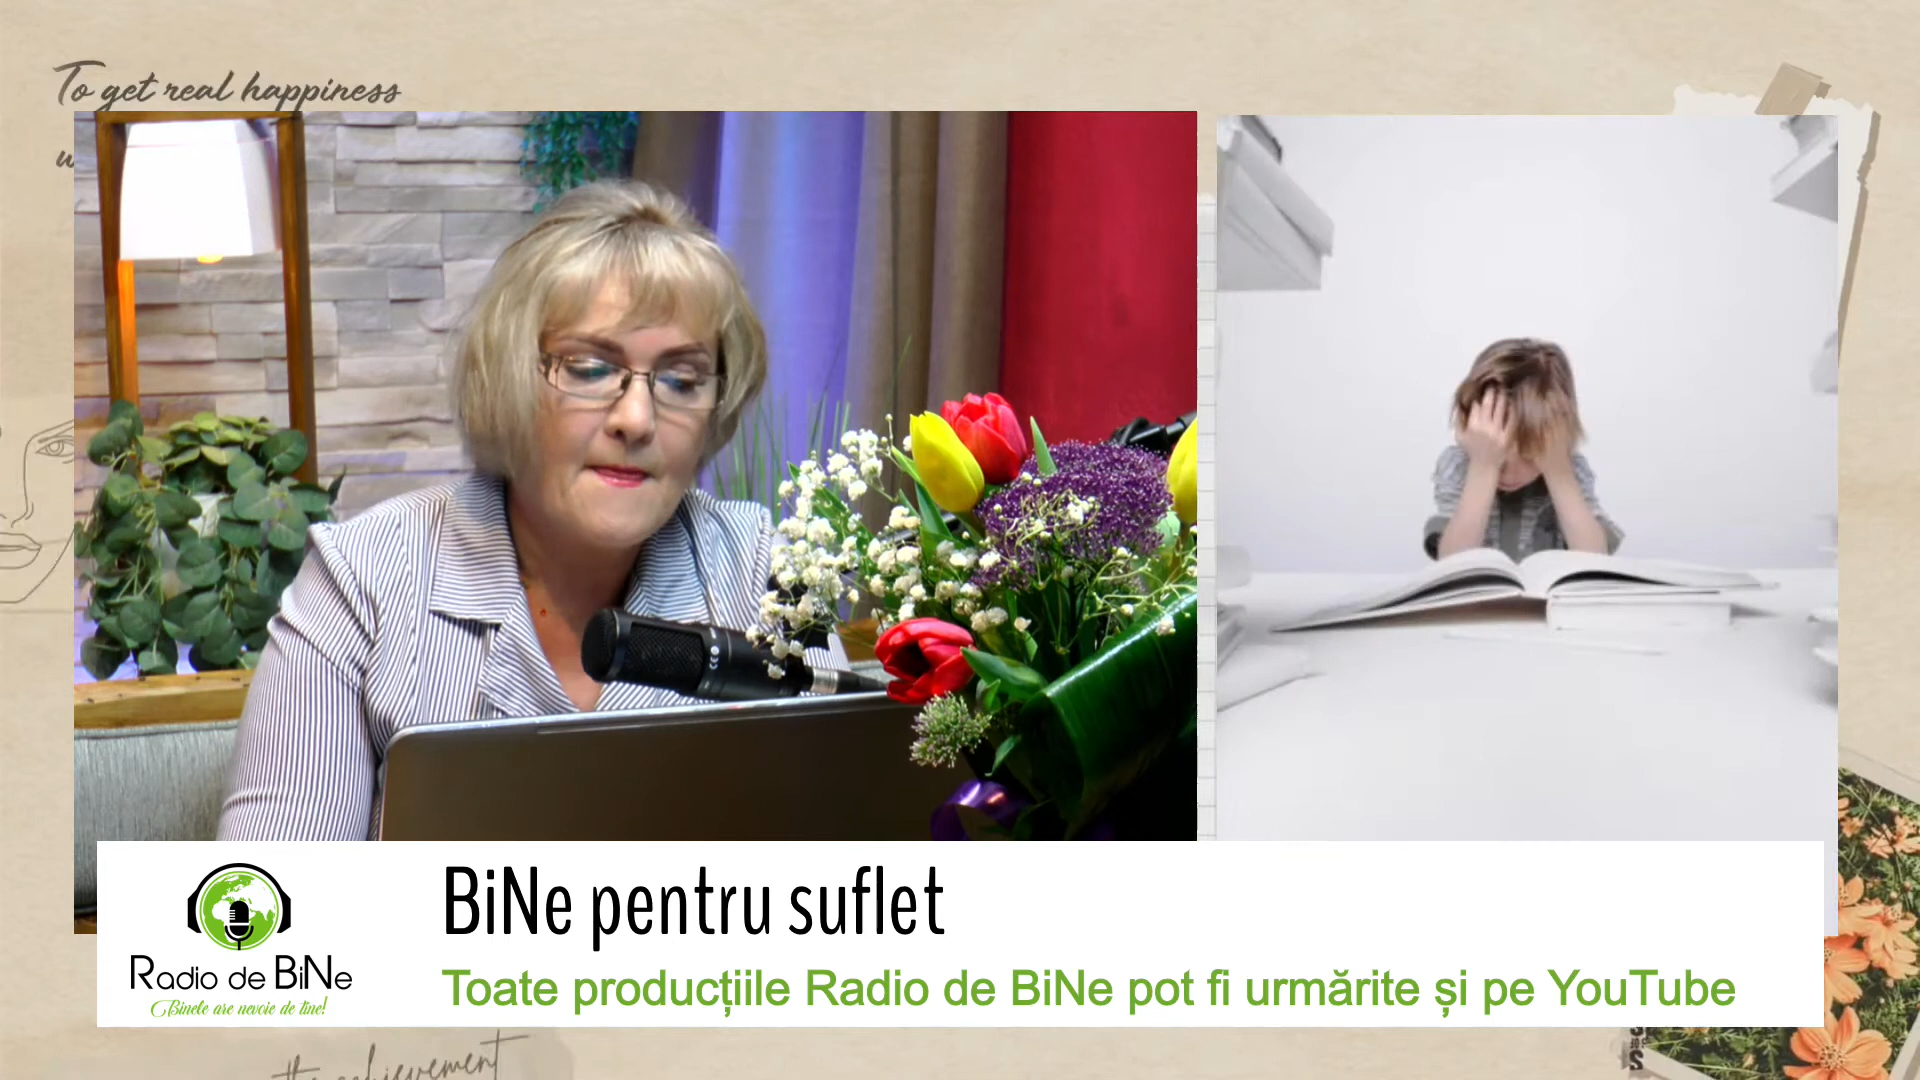 To get real happiness
BiNe pentru suflet
Radio de BiNe
Binele are nevoie de tine!
Toate producțiile Radio de BiNe pot fi urmărite și pe YouTube
achievement